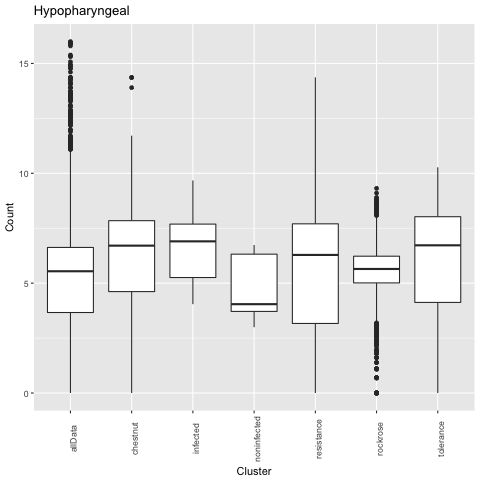 Hypopharyngeal
Count
15
10
5
0
allData
chestnut
infected
noninfected
resistance
rockrose
tolerance
Cluster